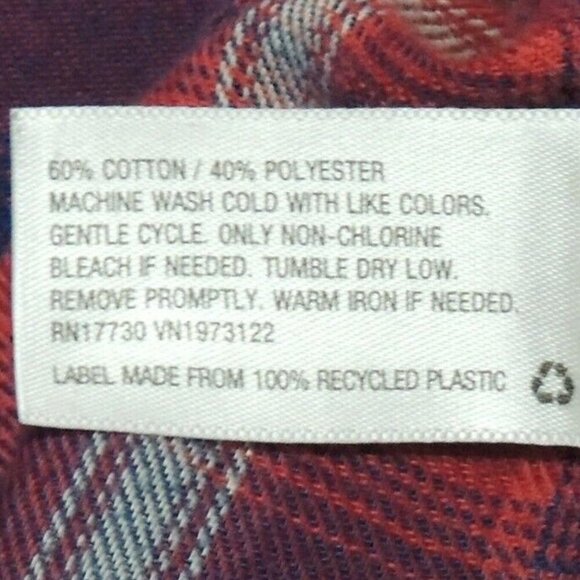 60% COTTON / 40% POLYESTER
MACHINE WASH COLD WITH LIKE COLORS.
GENTLE CYCLE. ONLY NON-CHLORINE
BLEACH IF NEEDED. TUMBLE DRY LOW.
REMOVE PROMPTLY. WARM IRON IF NEEDED.
RN17730 VN1973122
LABEL MADE FROM 100% RECYCLED PLASTIC